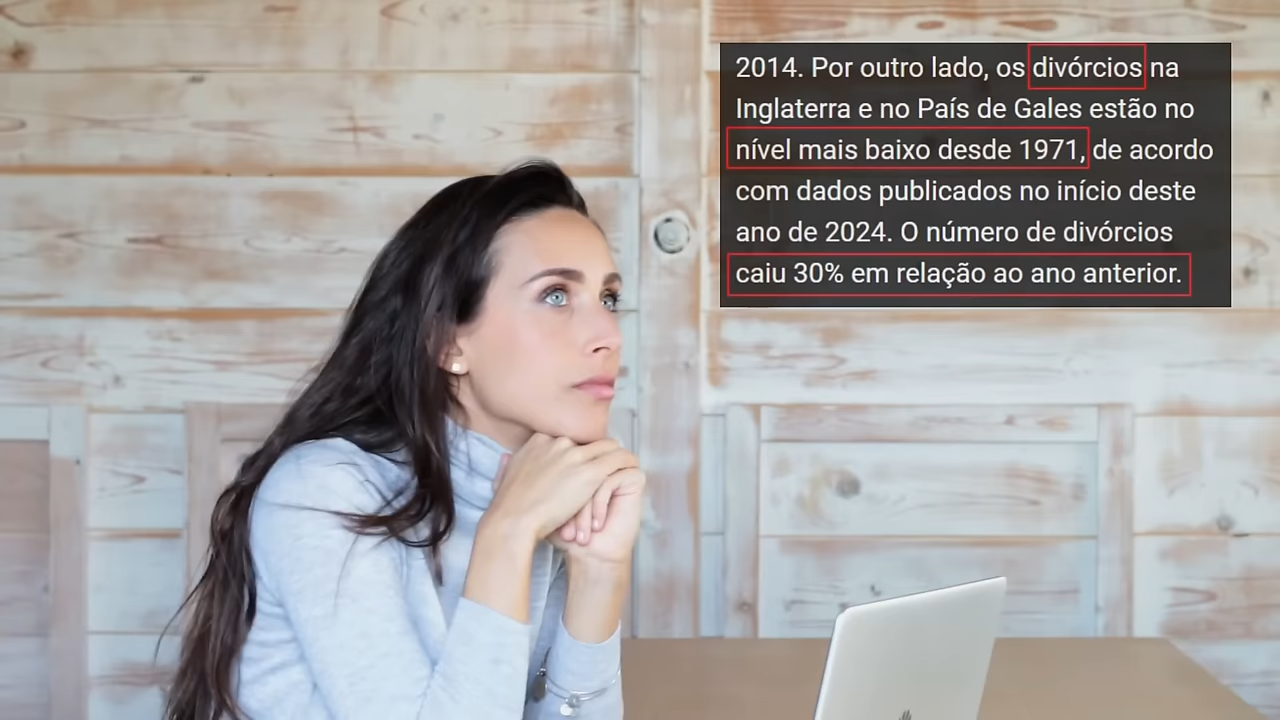 2014. Por outro lado, os divórcios na
Inglaterra e no País de Gales estão no
nível mais baixo desde 1971, de acordo
com dados publicados no início deste
ano de 2024. O número de divórcios
caiu 30% em relação ao ano anterior.